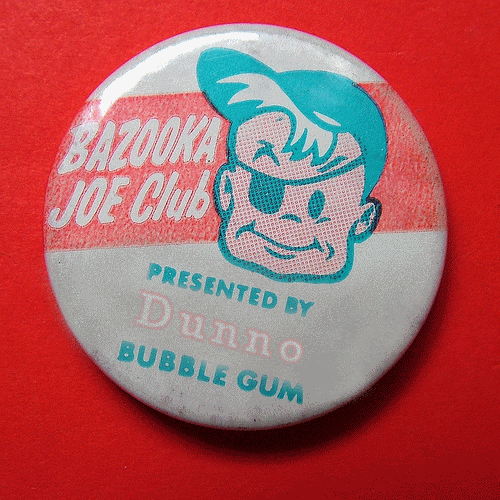 BAZOOKA
JOE Club
PRESENTED BY
Dunno
BUBBLE GUM